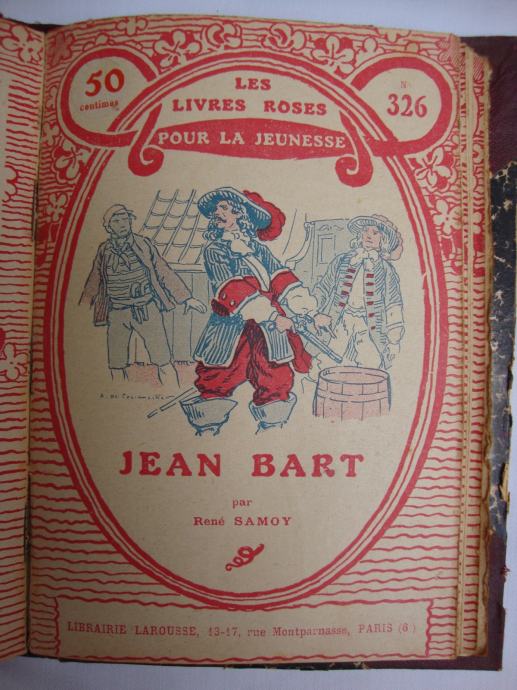 50
centimes
LES
LIVRES ROSES
POUR LA JEUNESSE
N°
326
JEAN BART
par
René SAMOY
LIBRAIRIE LAROUSSE, 13-17, rue Montparnasse, PARIS (6)